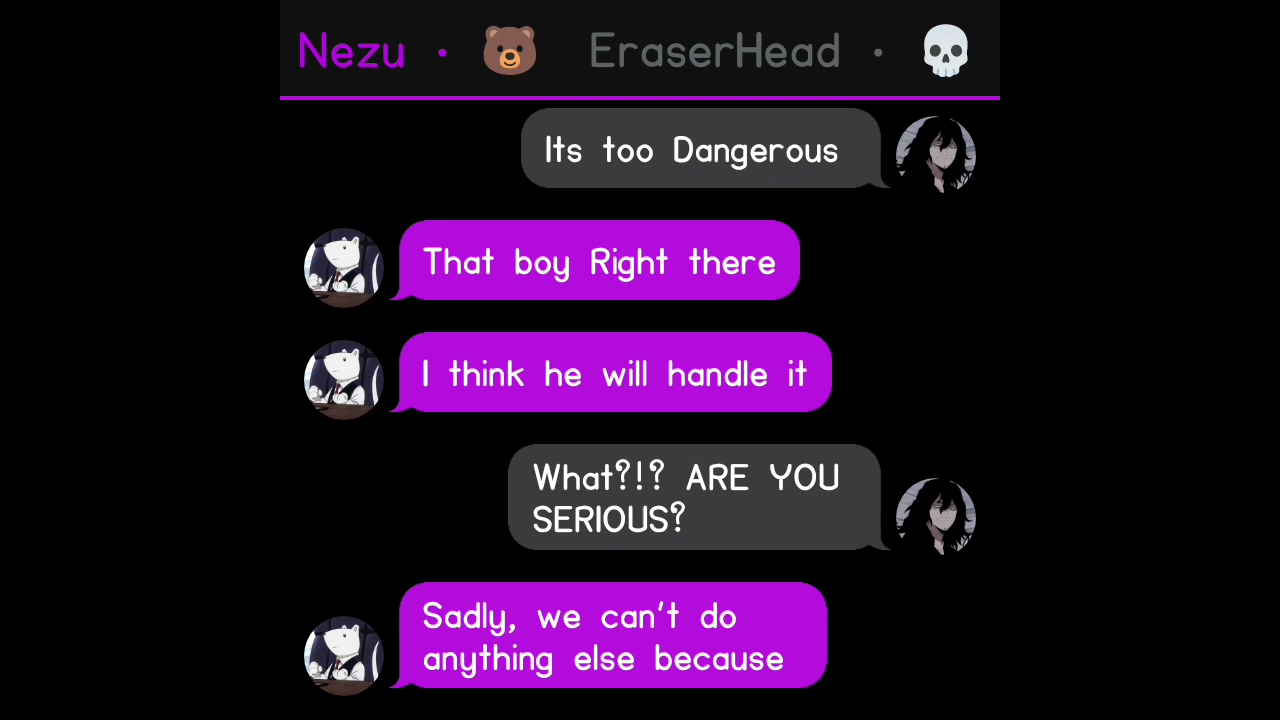 Nezu • 🐻 EraserHead • 💀
Its too Dangerous
That boy Right there
I think he will handle it
What?!? ARE YOU
SERIOUS?
Sadly, we can't do
anything else because